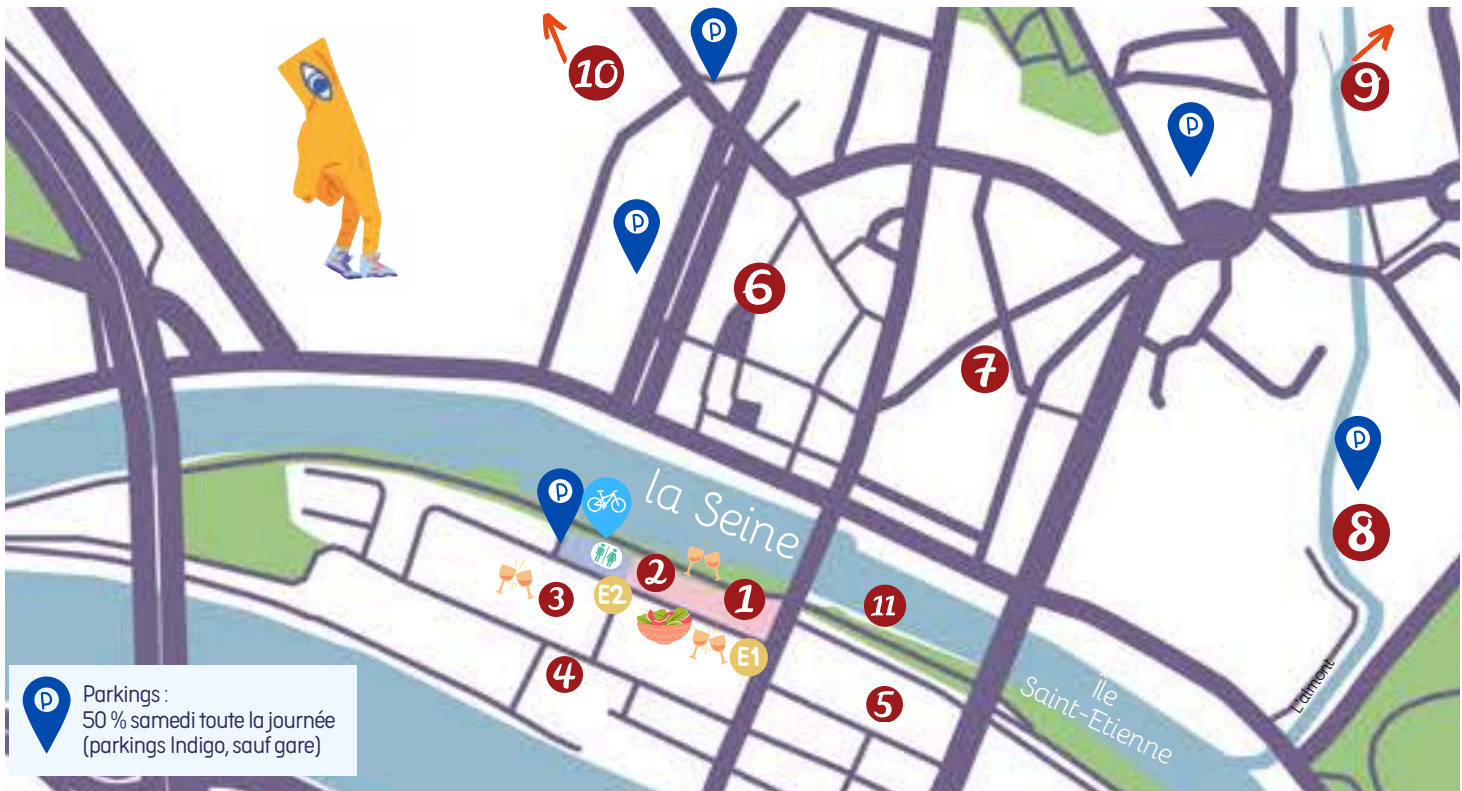 P
10
9
P
P
6
7
P
8
la Seine
P
2
1
3
E2
11
E1
4
5
Île
Saint-Etienne
L'almont
P
Parkings :
50 % samedi toute la journée
(parkings Indigo, sauf gare)